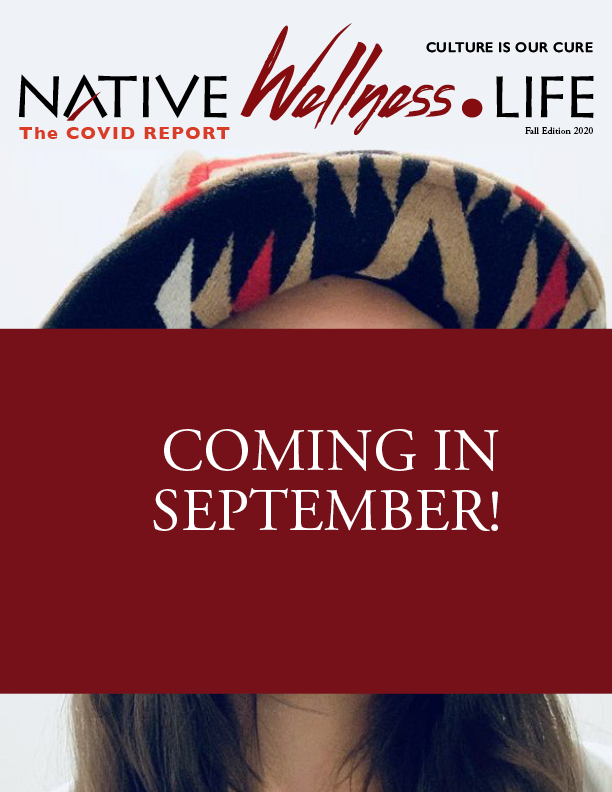 CULTURE IS OUR CURE
NATIVE Wellness.LIFE
The COVID REPORT
Fall Edition 2020
COMING IN
SEPTEMBER!